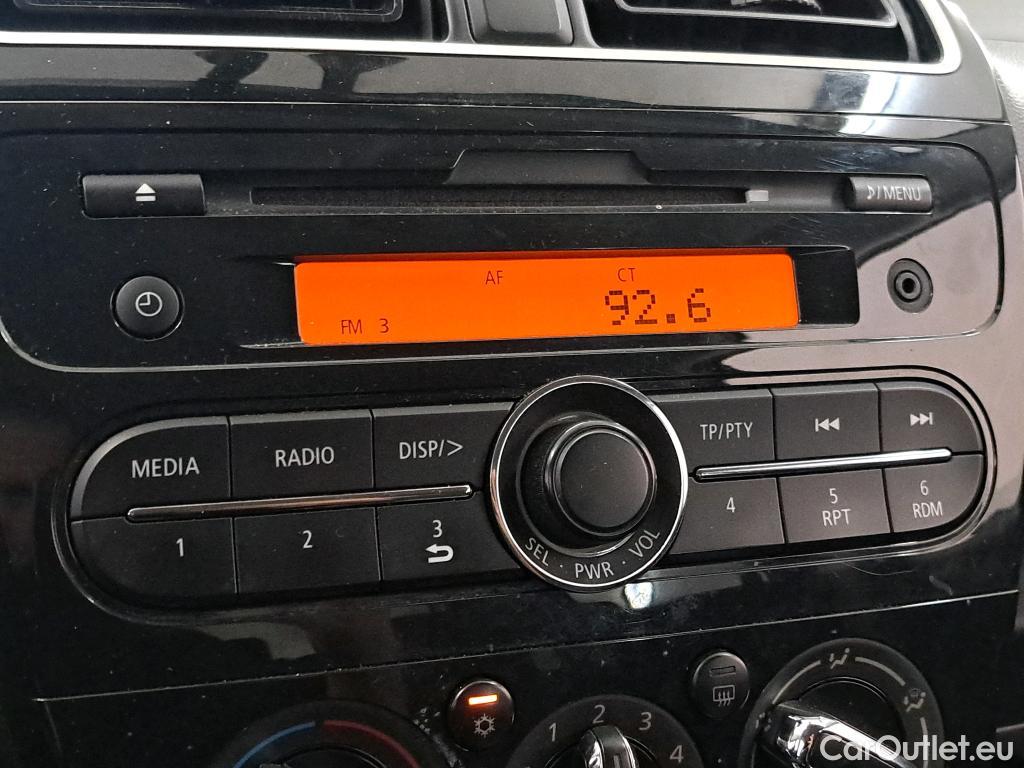 ♪/MENU
AF CT
92.6
FM 3
MEDIA RADIO DISP/> TP/PTY
1 2 3 4 5 6
RPT RDM
SEL · PWR · VOL
1 2 3 4
CarOutlet.eu